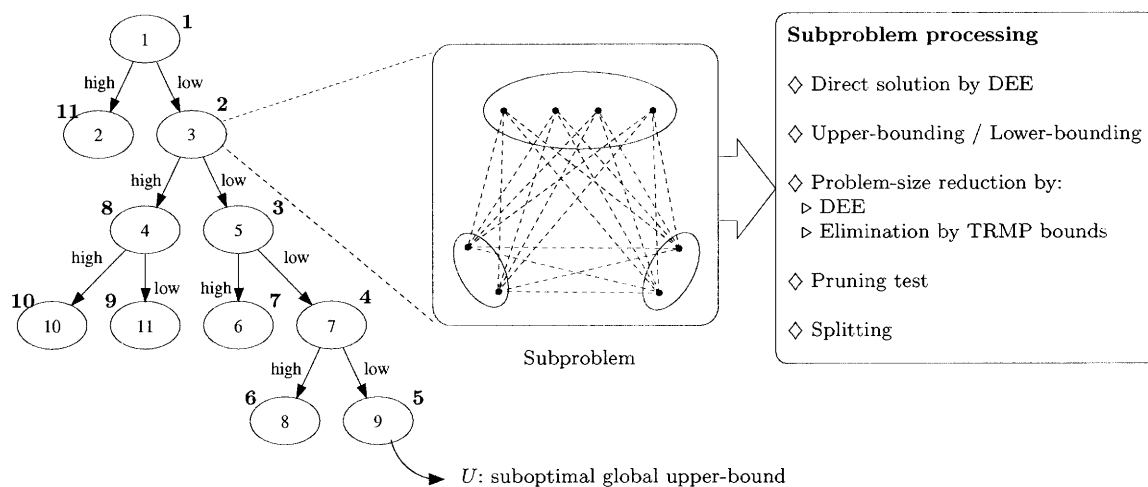 1
1
high
low
11
2
2
3
high
low
8
4
3
5
high
low
high
low
10
10
9
11
7
6
4
7
high
low
6
8
5
9
Subproblem
U: suboptimal global upper-bound
Subproblem processing
◇ Direct solution by DEE
◇ Upper-bounding / Lower-bounding
◇ Problem-size reduction by:
▷ DEE
▷ Elimination by TRMP bounds
◇ Pruning test
◇ Splitting